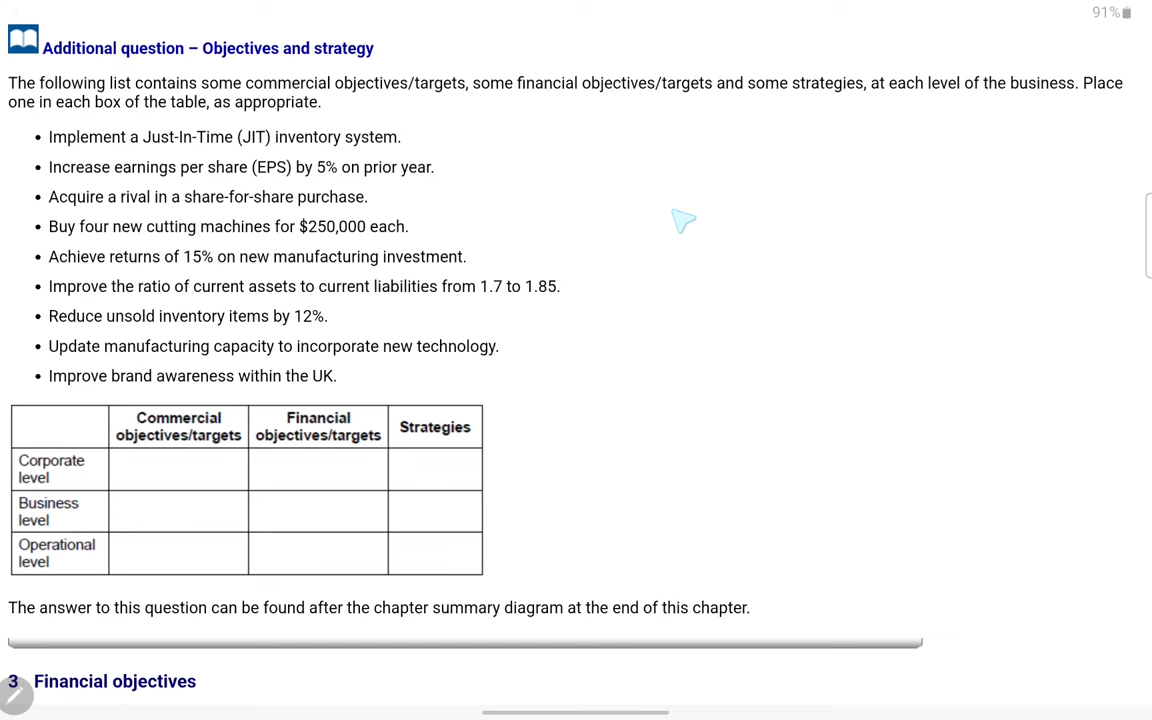 91%
Additional question – Objectives and strategy
The following list contains some commercial objectives/targets, some financial objectives/targets and some strategies, at each level of the business. Place
one in each box of the table, as appropriate.
• Implement a Just-In-Time (JIT) inventory system.
• Increase earnings per share (EPS) by 5% on prior year.
• Acquire a rival in a share-for-share purchase.
• Buy four new cutting machines for $250,000 each.
• Achieve returns of 15% on new manufacturing investment.
• Improve the ratio of current assets to current liabilities from 1.7 to 1.85.
• Reduce unsold inventory items by 12%.
• Update manufacturing capacity to incorporate new technology.
• Improve brand awareness within the UK.
Commercial objectives/targets
Financial objectives/targets
Strategies
Corporate level
Business level
Operational level
The answer to this question can be found after the chapter summary diagram at the end of this chapter.
3 Financial objectives